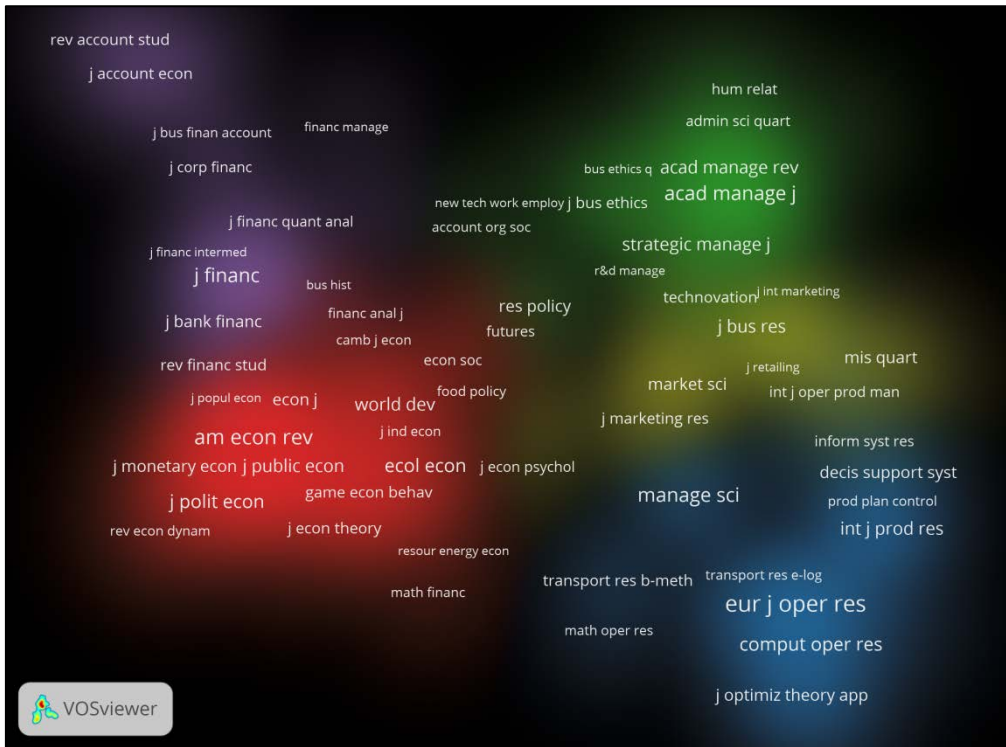 rev account stud
j account econ
hum relat
admin sci quart
j bus finan account
financ manage
j corp financ
bus ethics q
acad manage rev
acad manage j
new tech work employ
j bus ethics
j financ quant anal
account org soc
strategic manage j
j financ intermed
j financ
r&d manage
bus hist
technovation
j int marketing
res policy
financ anal j
j bank financ
futures
j bus res
camb j econ
rev financ stud
econ soc
mis quart
j retailing
market sci
food policy
int j oper prod man
j popul econ
econ j
world dev
j marketing res
j ind econ
am econ rev
inform syst res
j monetary econ
j public econ
ecol econ
j econ psychol
decis support syst
game econ behav
manage sci
j polit econ
prod plan control
rev econ dynam
j econ theory
int j prod res
resour energy econ
transport res b-meth
transport res e-log
math financ
eur j oper res
math oper res
comput oper res
j optimiz theory app
VOSviewer